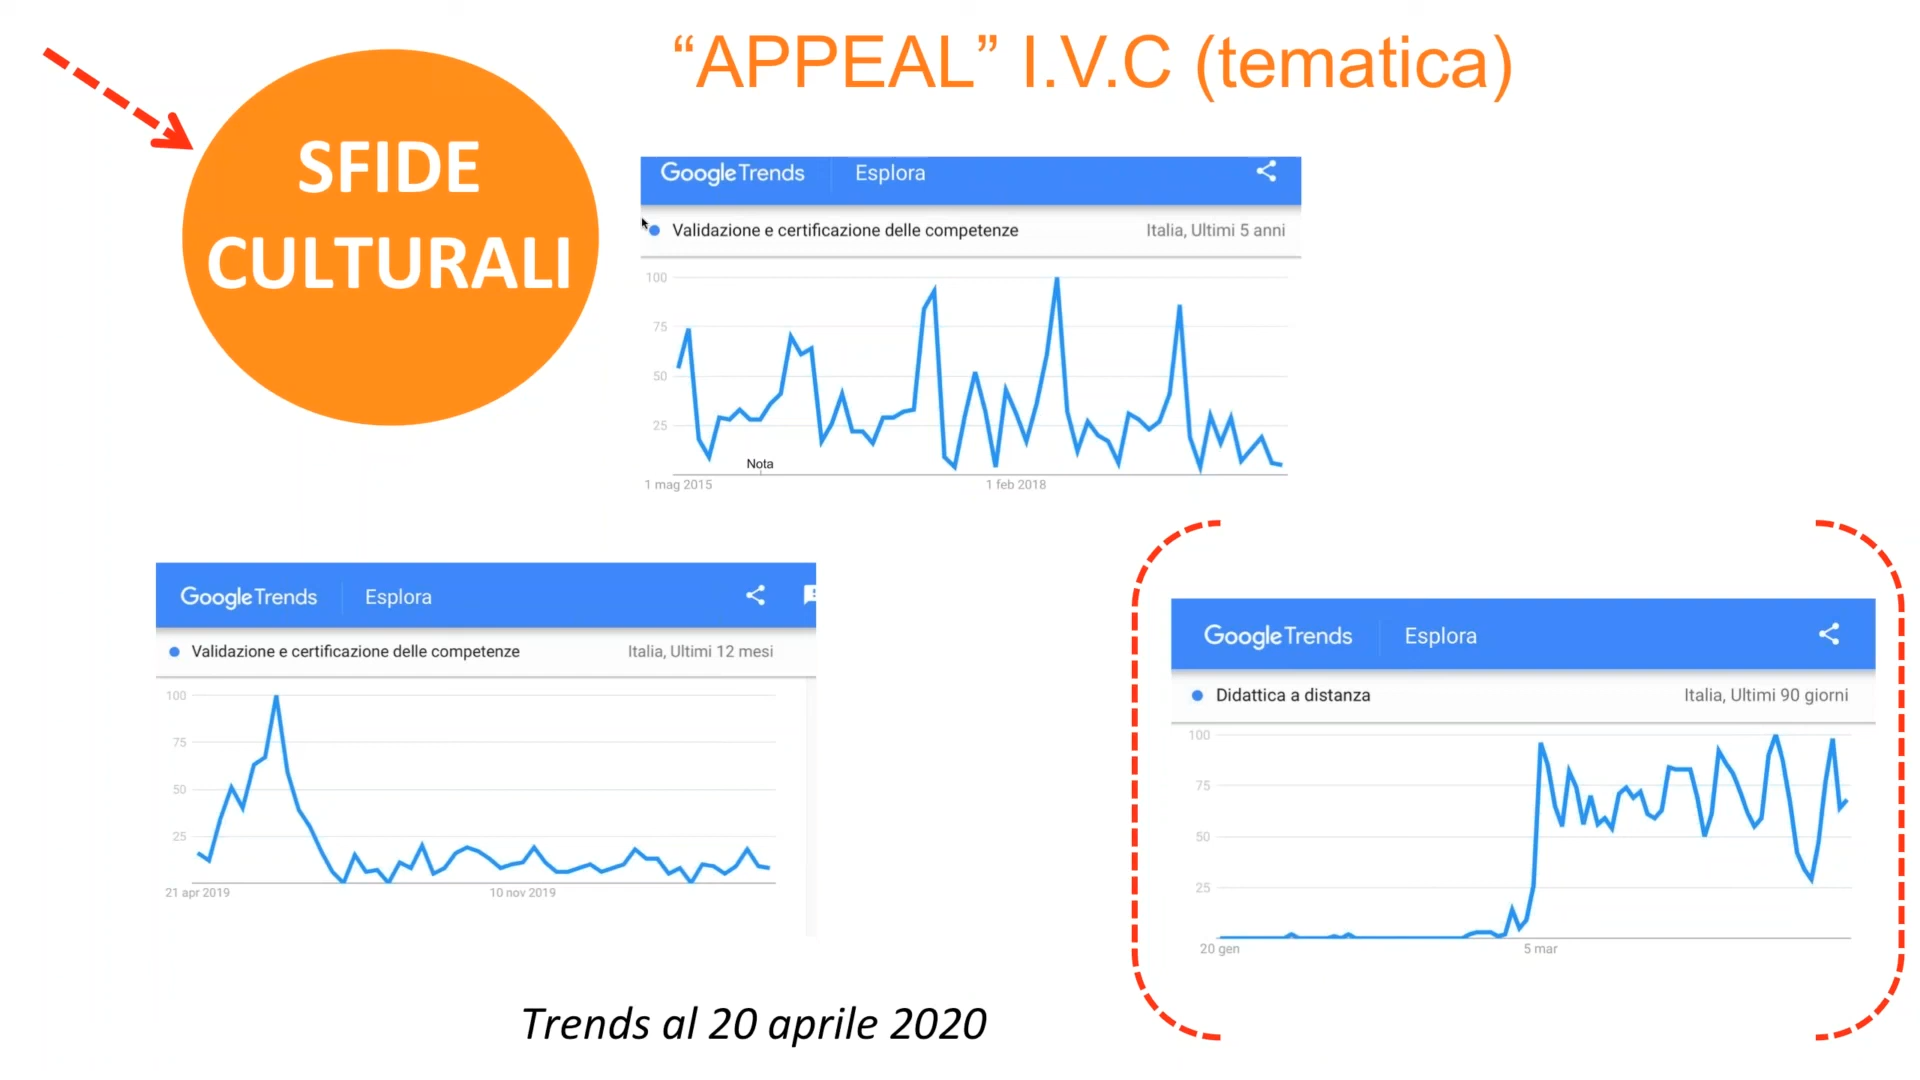 “APPEAL” I.V.C (tematica)
SFIDE
CULTURALI
Google Trends Esplora
Validazione e certificazione delle competenze Italia, Ultimi 5 anni
100
75
50
25
Nota
1 mag 2015 1 feb 2018
Google Trends Esplora
Validazione e certificazione delle competenze Italia, Ultimi 12 mesi
100
75
50
25
21 apr 2019 10 nov 2019
Google Trends Esplora
Didattica a distanza Italia, Ultimi 90 giorni
100
75
50
25
20 gen 5 mar
Trends al 20 aprile 2020